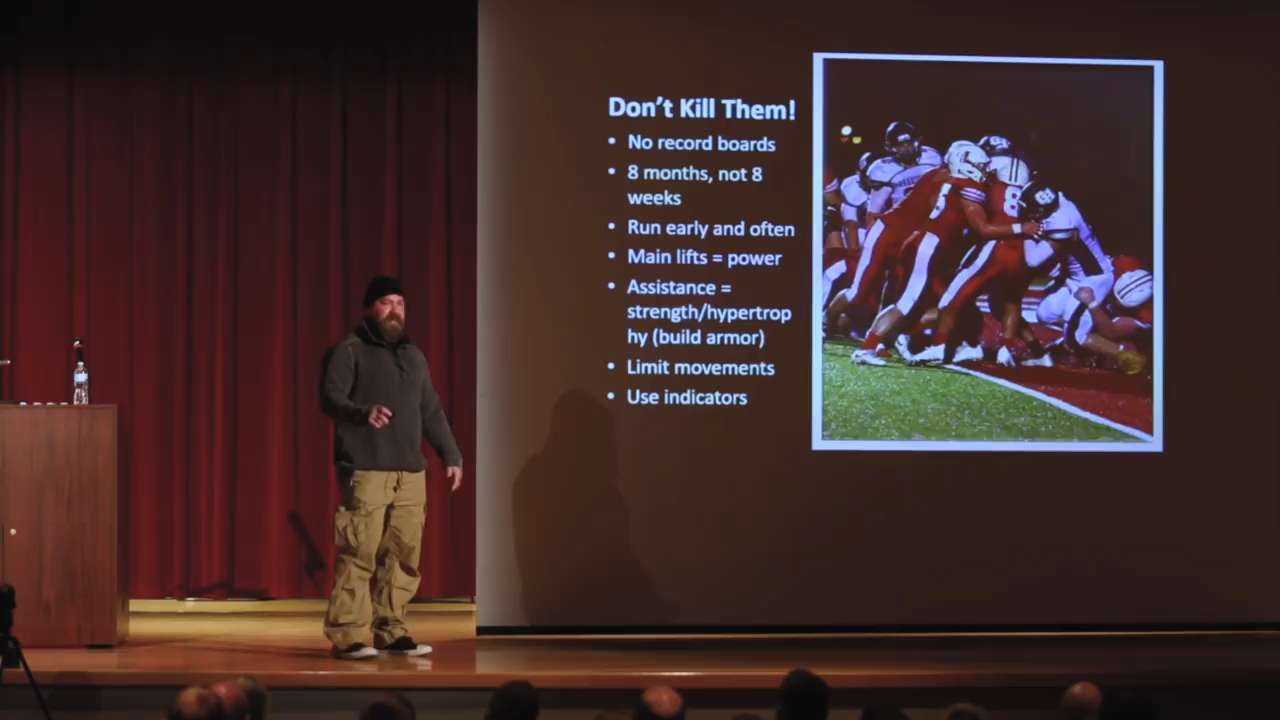 Don't Kill Them!
• No record boards
• 8 months, not 8
weeks
• Run early and often
• Main lifts = power
• Assistance =
strength/hypertrop
hy (build armor)
• Limit movements
• Use indicators